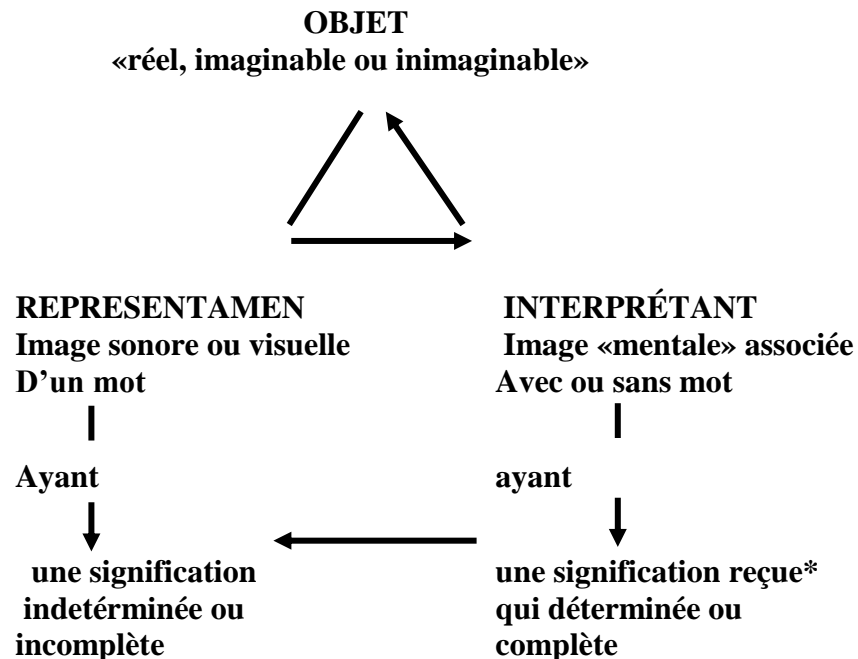 OBJET
«réel, imaginable ou inimaginable»
REPRESENTAMEN
Image sonore ou visuelle
D’un mot
Ayant
une signification
indetérminée ou
incomplète
INTERPRÉTANT
Image «mentale» associée
Avec ou sans mot
ayant
une signification reçue*
qui déterminée ou
complète